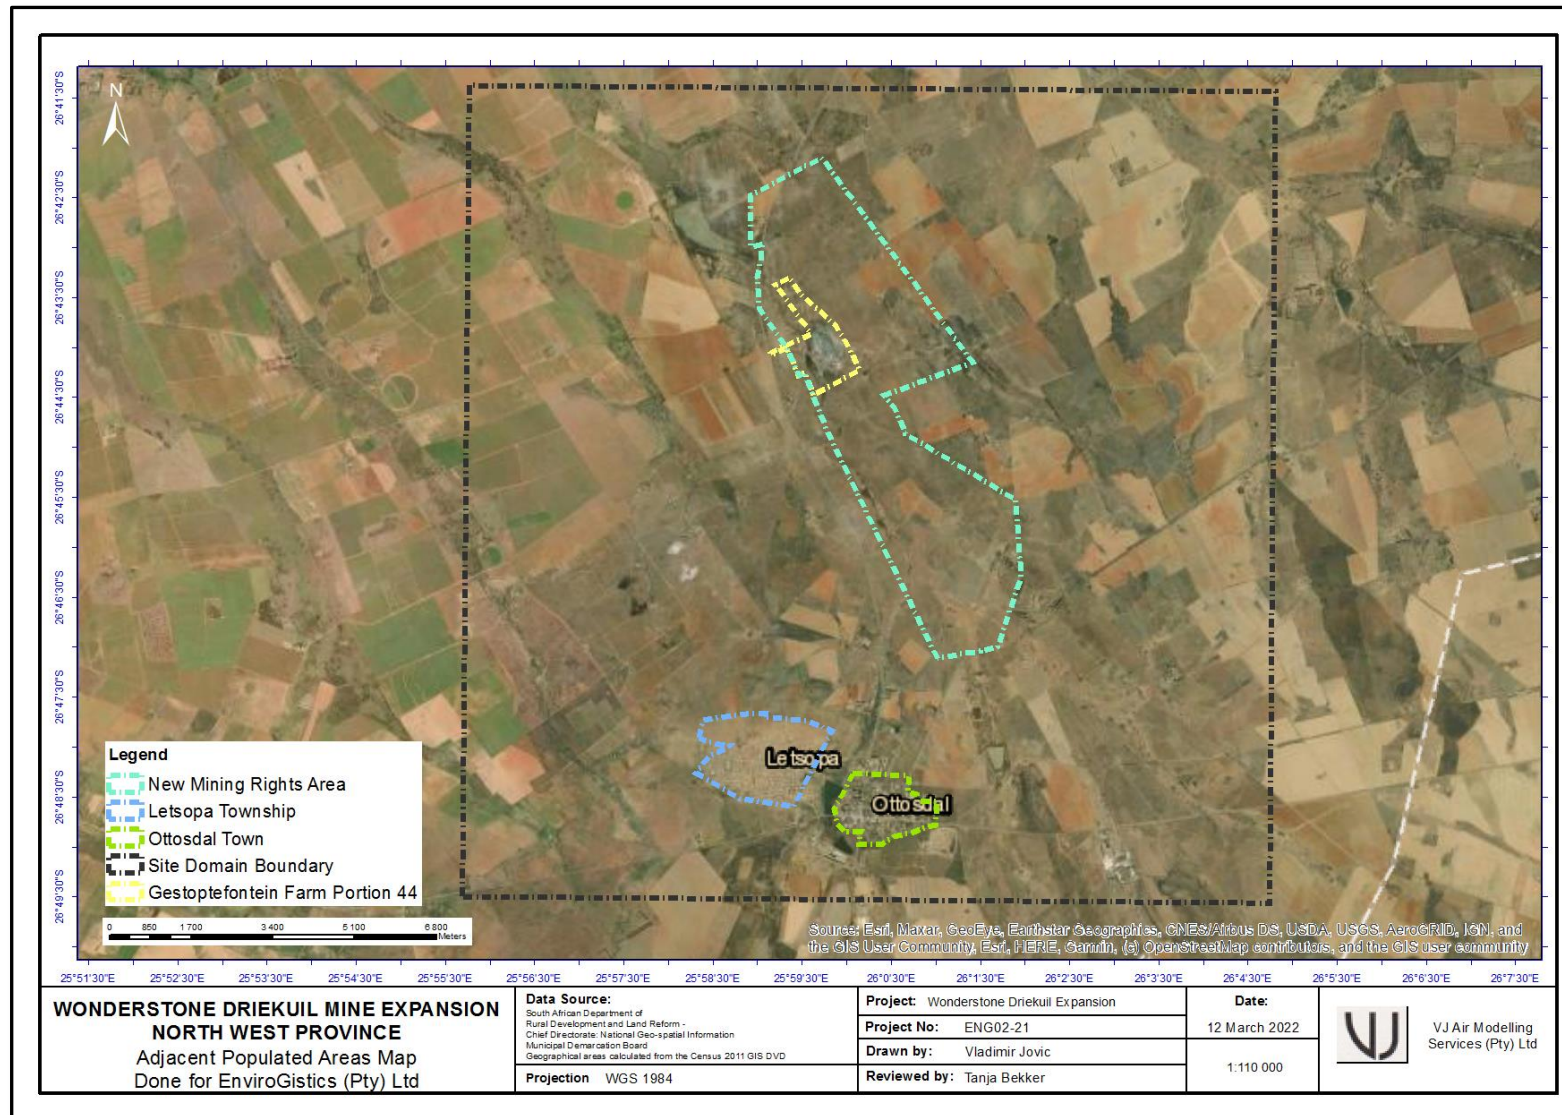 N
26°41'30"S
26°42'30"S
26°43'30"S
26°44'30"S
26°45'30"S
26°46'30"S
26°47'30"S
26°48'30"S
26°49'30"S
Letsopa
Ottosdal
Legend
New Mining Rights Area
Letsopa Township
Ottosdal Town
Site Domain Boundary
Gestoptefontein Farm Portion 44
0 850 1 700 3 400 5 100 6 800
Meters
Source: Esri, Maxar, GeoEye, Earthstar Geographics, CNES/Airbus DS, USDA, USGS, AeroGRID, IGN, and
the GIS User Community, Esri, HERE, Garmin, (c) OpenStreetMap contributors, and the GIS user community
25°51'30"E 25°52'30"E 25°53'30"E 25°54'30"E 25°55'30"E 25°56'30"E 25°57'30"E 25°58'30"E 25°59'30"E 26°0'30"E 26°1'30"E 26°2'30"E 26°3'30"E 26°4'30"E 26°5'30"E 26°6'30"E 26°7'30"E
WONDERSTONE DRIEKUIL MINE EXPANSION
NORTH WEST PROVINCE
Adjacent Populated Areas Map
Done for EnviroGistics (Pty) Ltd
Data Source:
South African Department of
Rural Development and Land Reform -
Chief Directorate: National Geo-spatial Information
Municipal Demarcation Board
Geographical areas calculated from the Census 2011 GIS DVD
Projection WGS 1984
Project: Wonderstone Driekuil Expansion
Project No: ENG02-21
Drawn by: Vladimir Jovic
Reviewed by: Tanja Bekker
Date:
12 March 2022
1:110 000
VJ
VJ Air Modelling
Services (Pty) Ltd